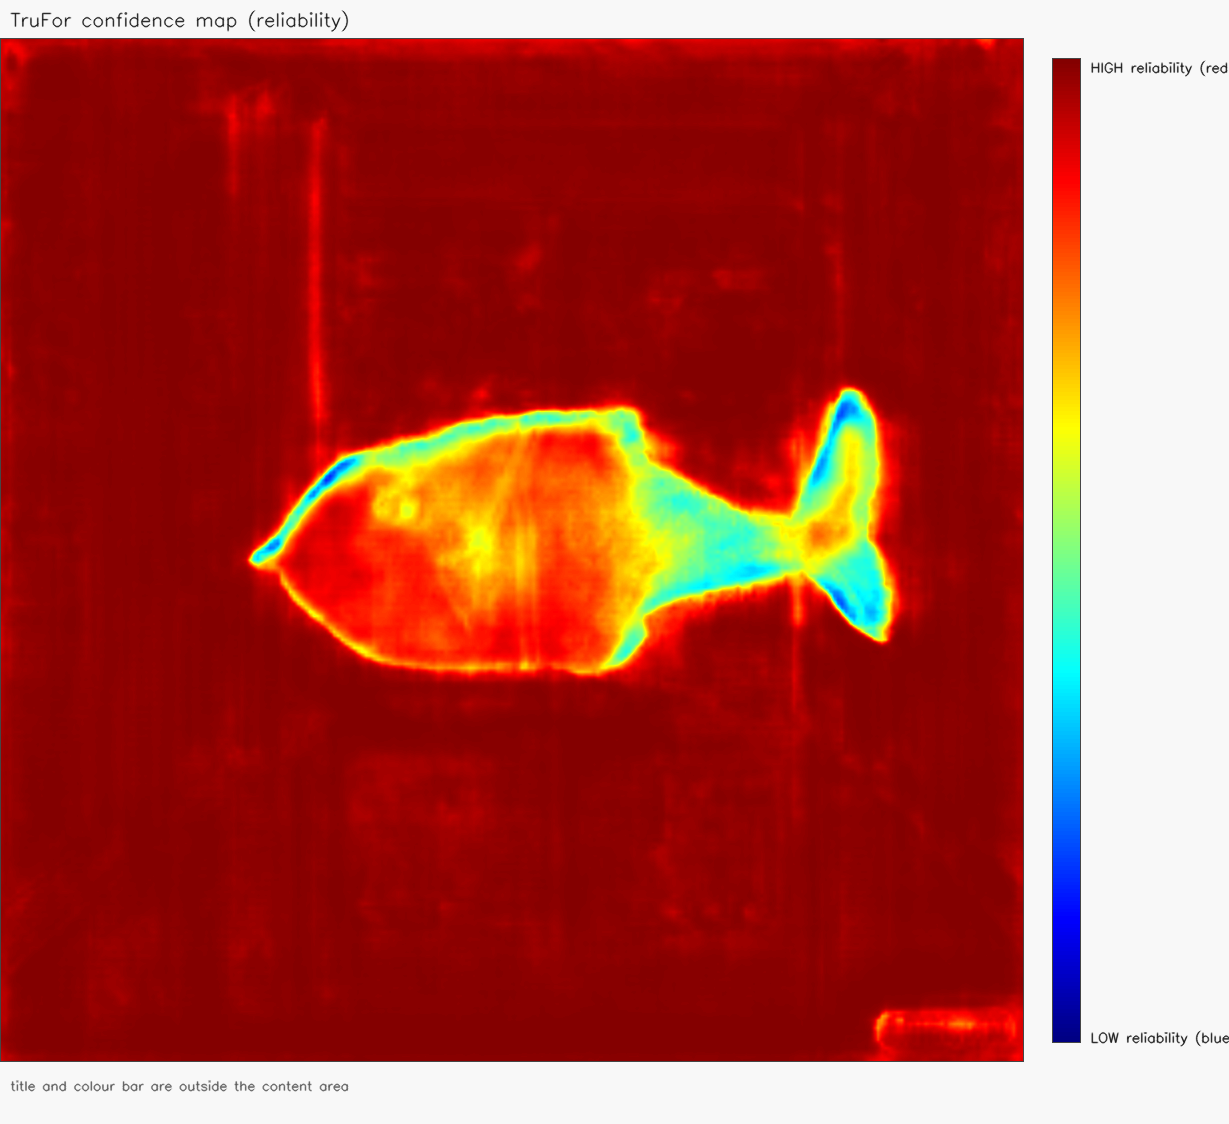 TruFor confidence map (reliability)
HIGH reliability (red
LOW reliability (blue
title and colour bar are outside the content area